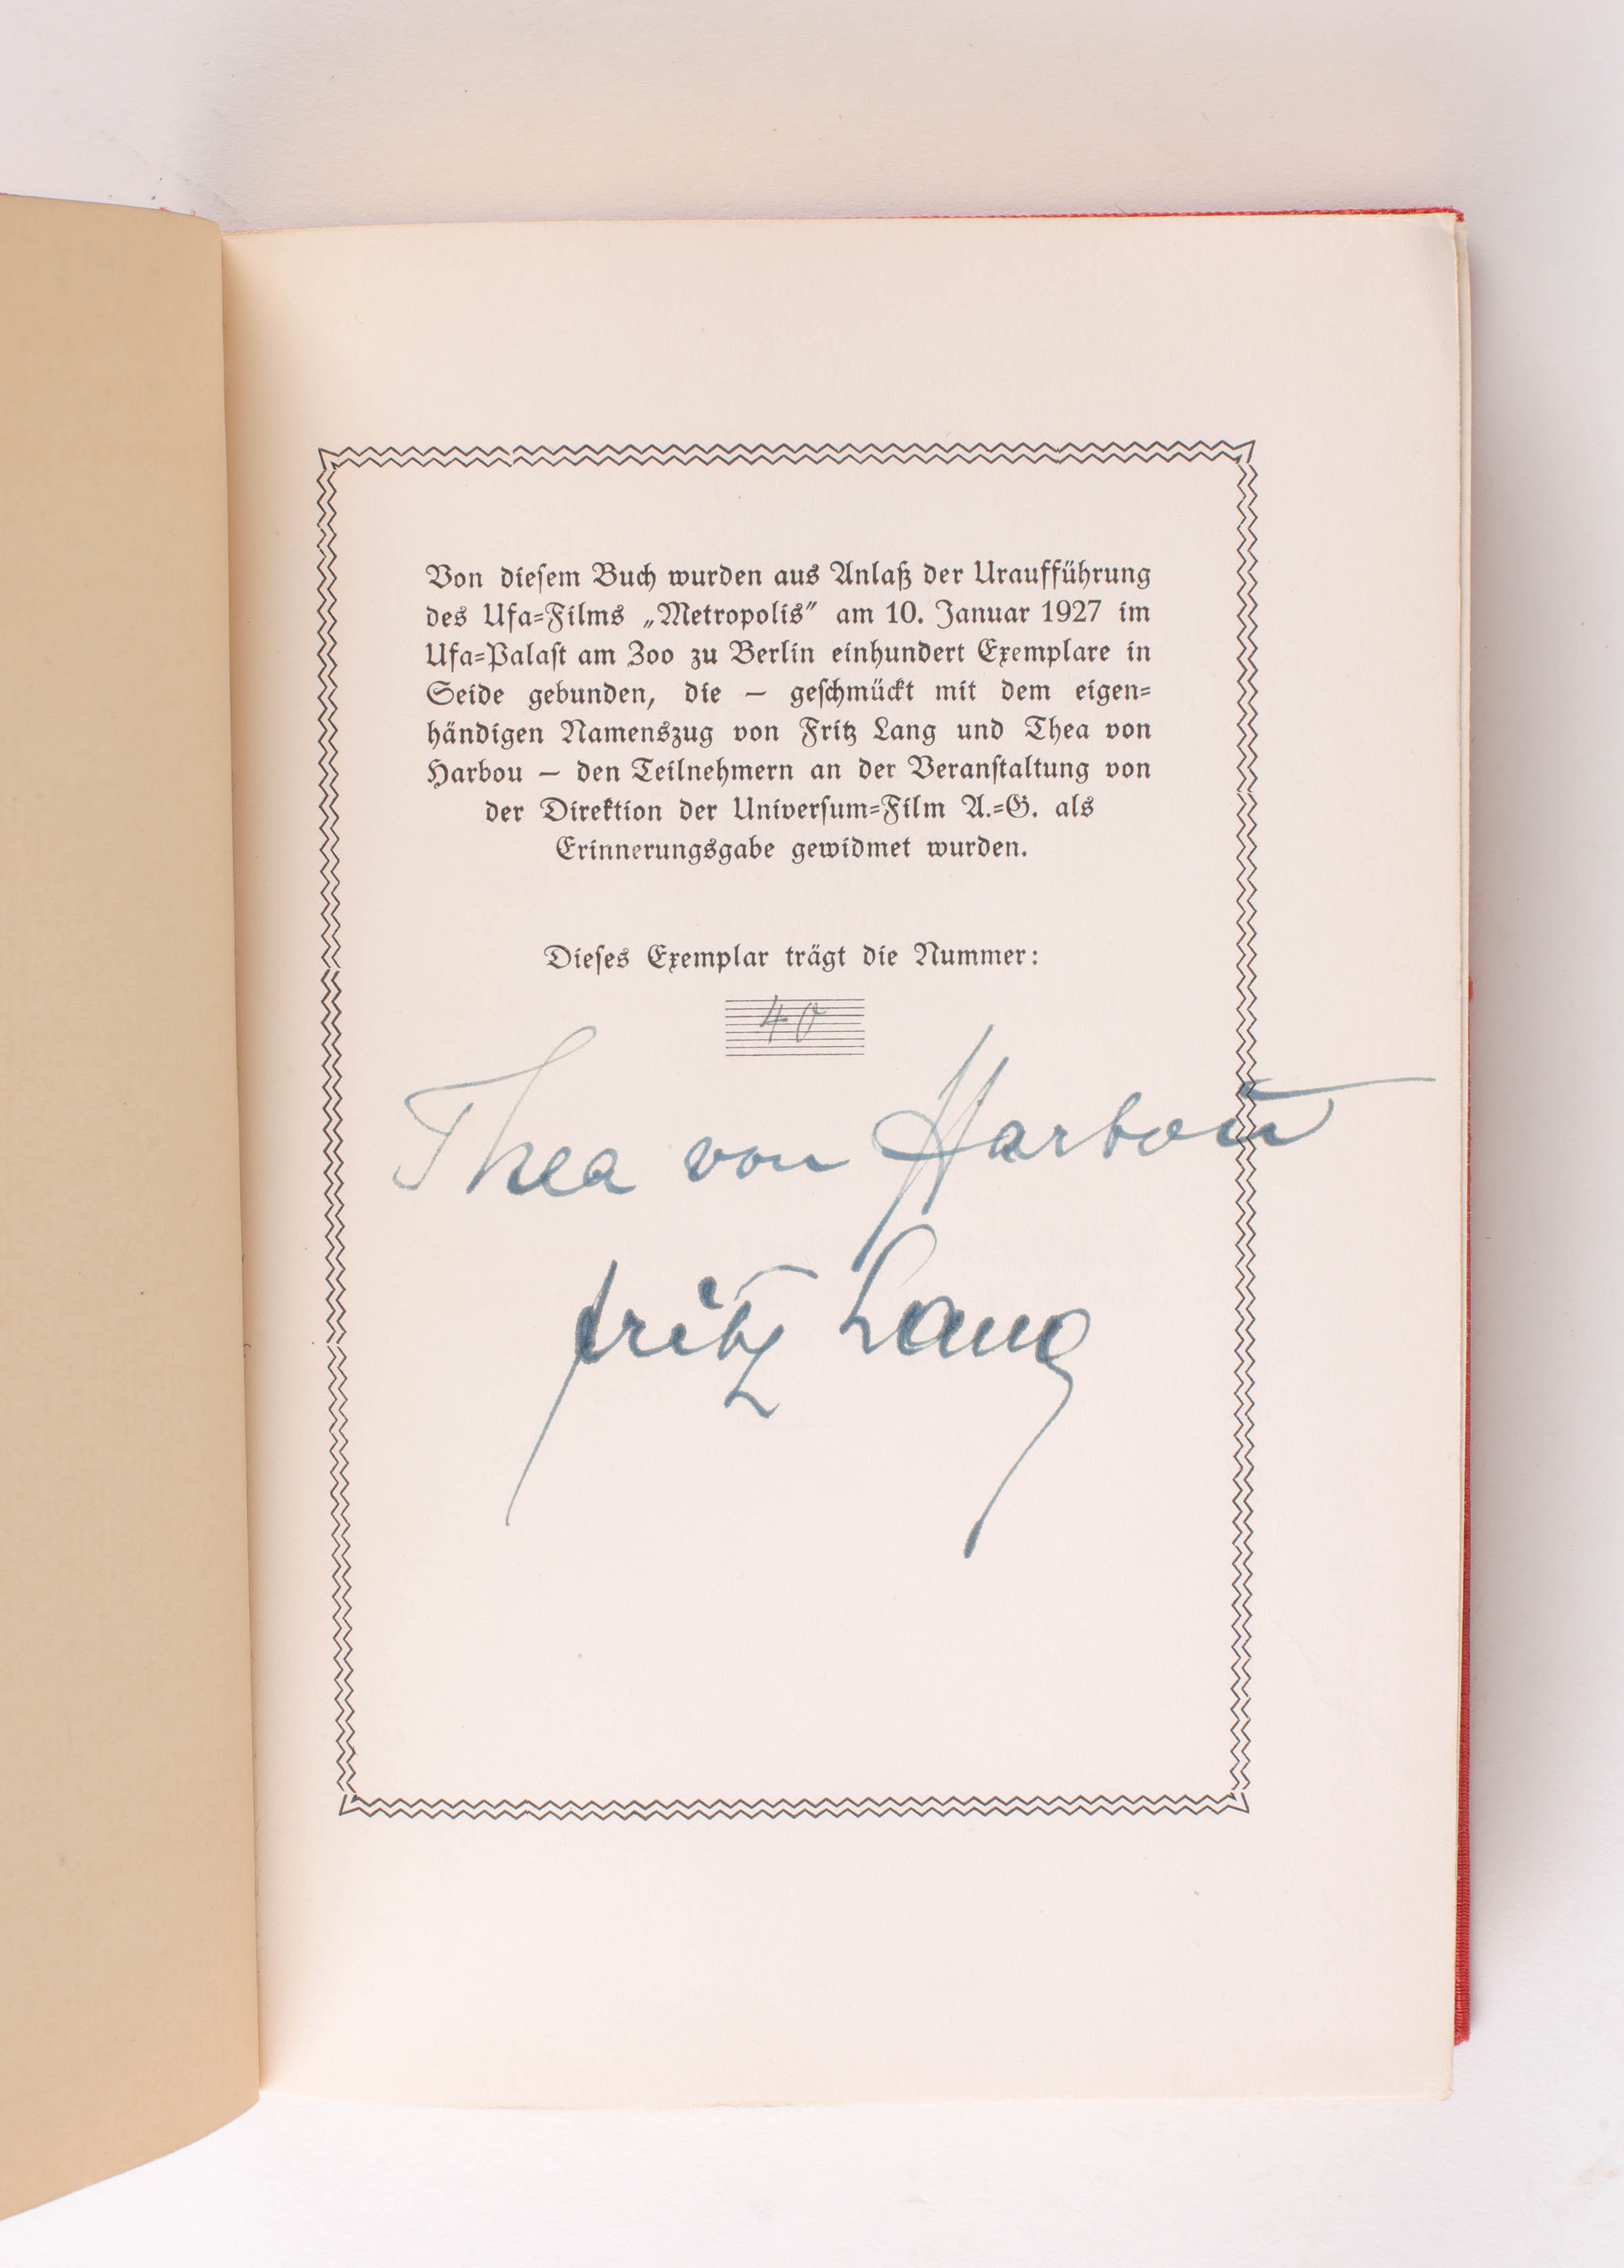 Von dieſem Buch wurden aus Anlaß der Uraufführung
des Ufa=Films „Metropolis“ am 10. Januar 1927 im
Ufa=Palaſt am Zoo zu Berlin einhundert Exemplare in
Seide gebunden, die — geſchmückt mit dem eigen=
händigen Namenszug von Fritz Lang und Thea von
Harbou — den Teilnehmern an der Veranſtaltung von
der Direktion der Univerſum=Film A.=G. als
Erinnerungsgabe gewidmet wurden.
Dieſes Exemplar trägt die Nummer:
40
Thea von Harbou
Fritz Lang